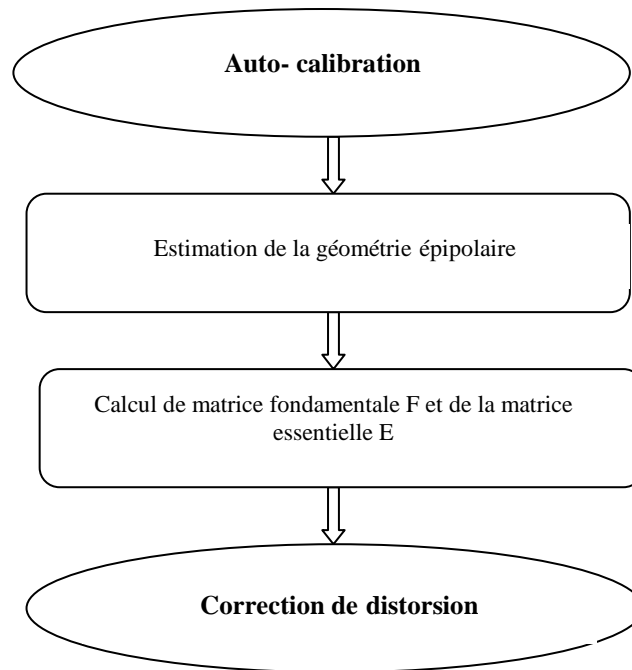 Auto- calibration
Estimation de la géométrie épipolaire
Calcul de matrice fondamentale F et de la matrice
essentielle E
Correction de distorsion